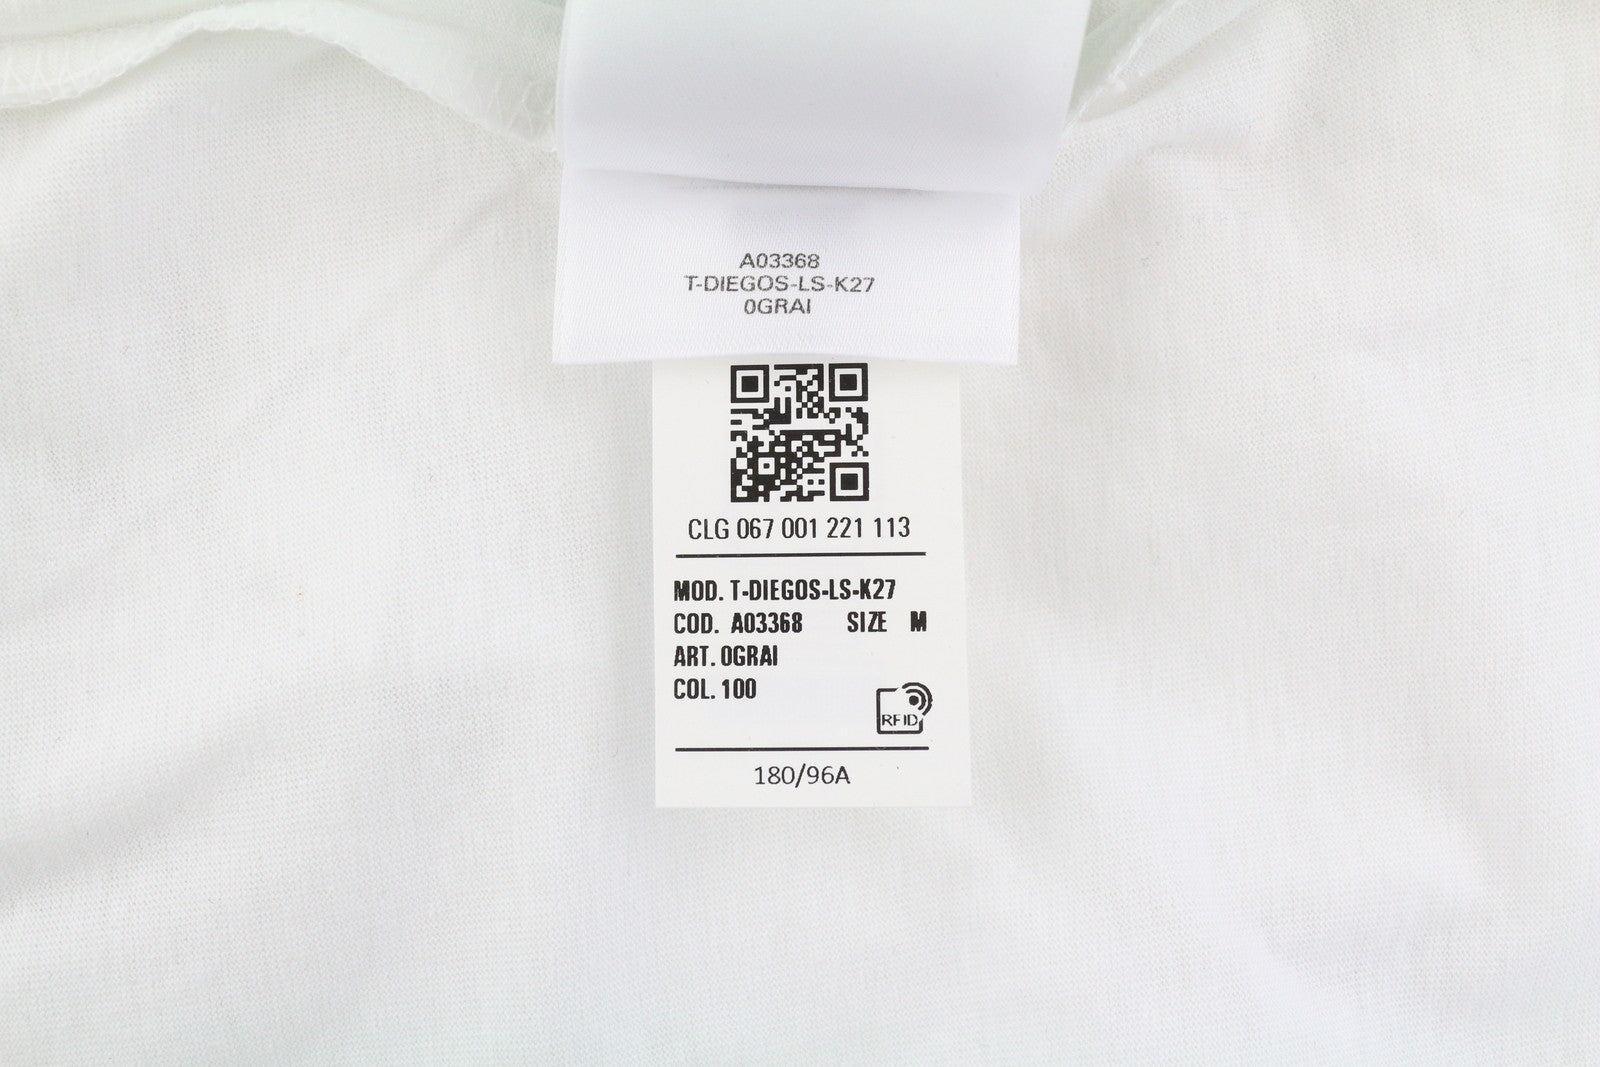 A03368
T-DIEGOS-LS-K27
0GRAI
CLG 067 001 221 113
MOD. T-DIEGOS-LS-K27
COD. A03368 SIZE M
ART. 0GRAI
COL. 100
RFID
180/96A